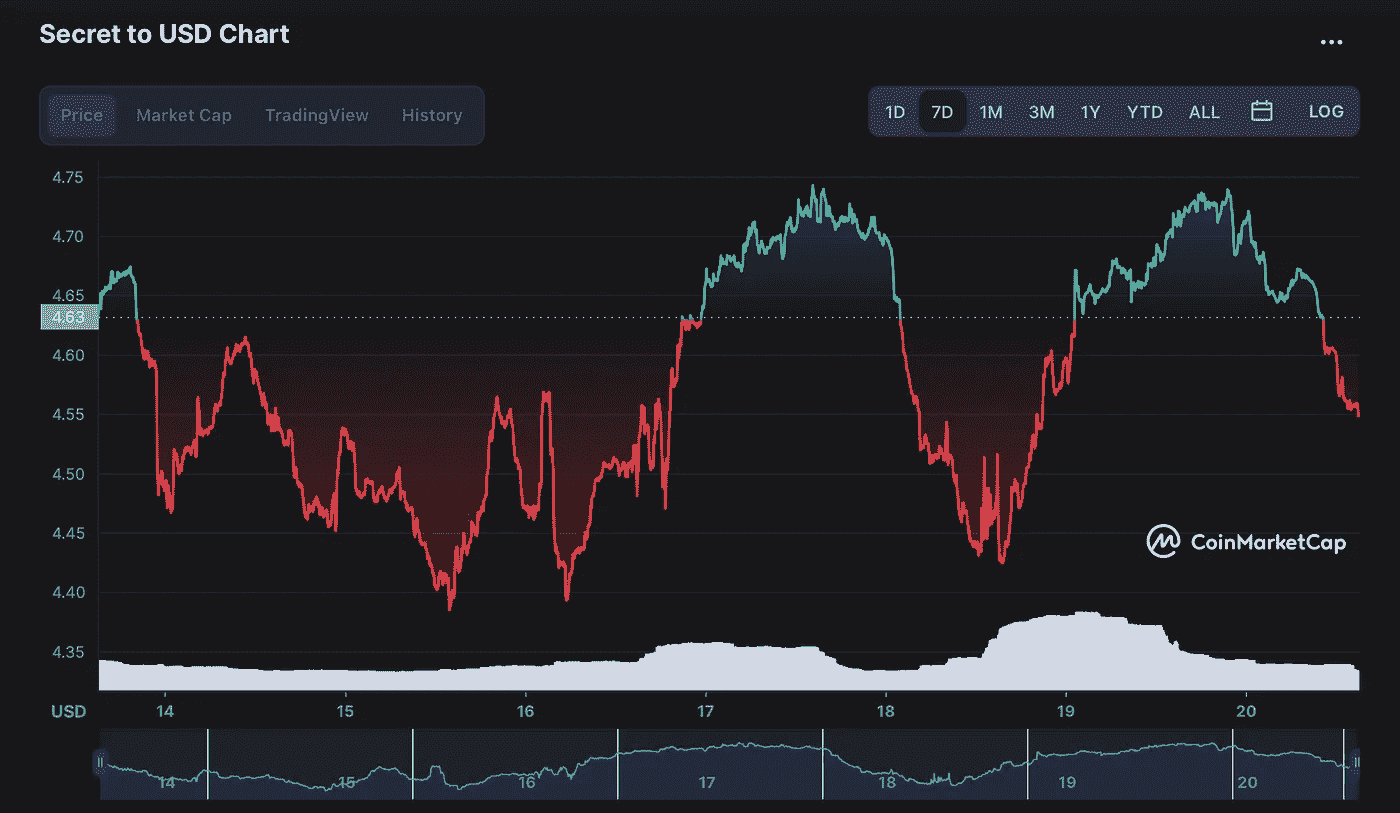 Secret to USD Chart
Price Market Cap TradingView History
1D 7D 1M 3M 1Y YTD ALL LOG
4.75
4.70
4.65
4.63
4.60
4.55
4.50
4.45
CoinMarketCap
4.40
4.35
USD 14 15 16 17 18 19 20
14 15 16 17 18 19 20